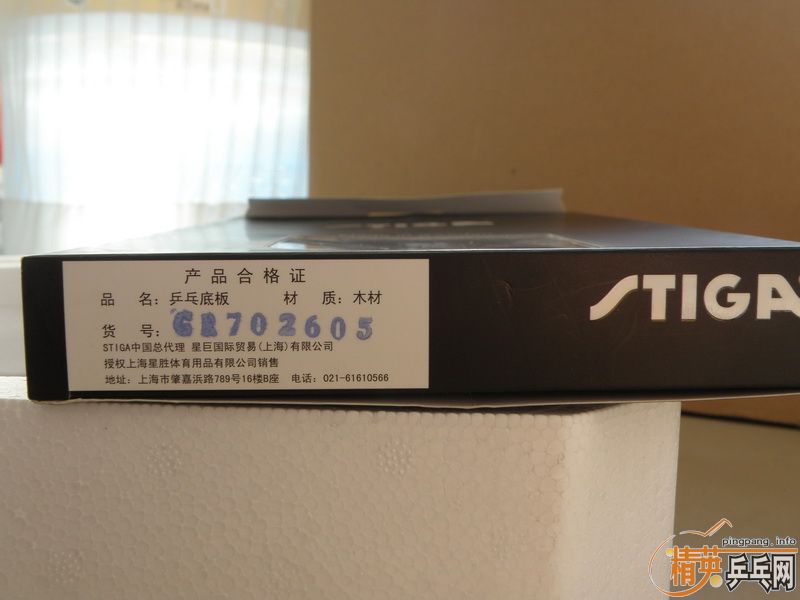 产品合格证
品 名：乒乓底板 材 质：木材
货 号：GR702605
STIGA中国总代理 星巨国际贸易(上海)有限公司
授权上海星胜体育用品有限公司销售
地址：上海市肇嘉浜路789号16楼B座 电话：021-61610566
STIGA
pingpang.info
精英乒乓网